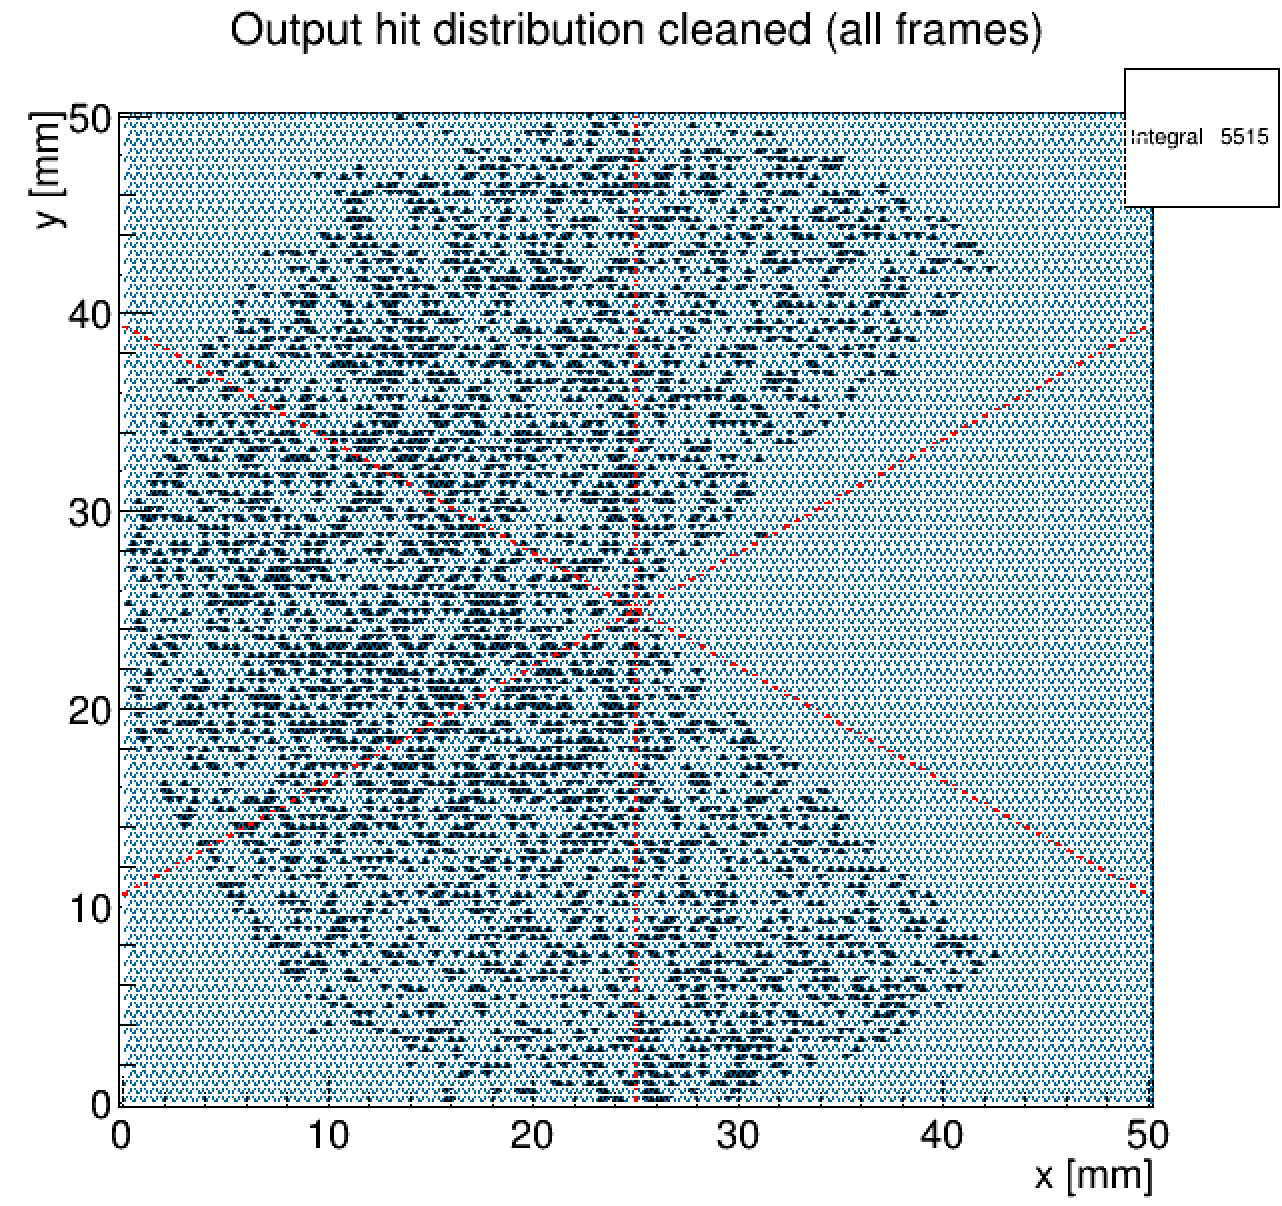 Output hit distribution cleaned (all frames)
y [mm]
Integral 5515
50
40
30
20
10
0
0 10 20 30 40 50
x [mm]